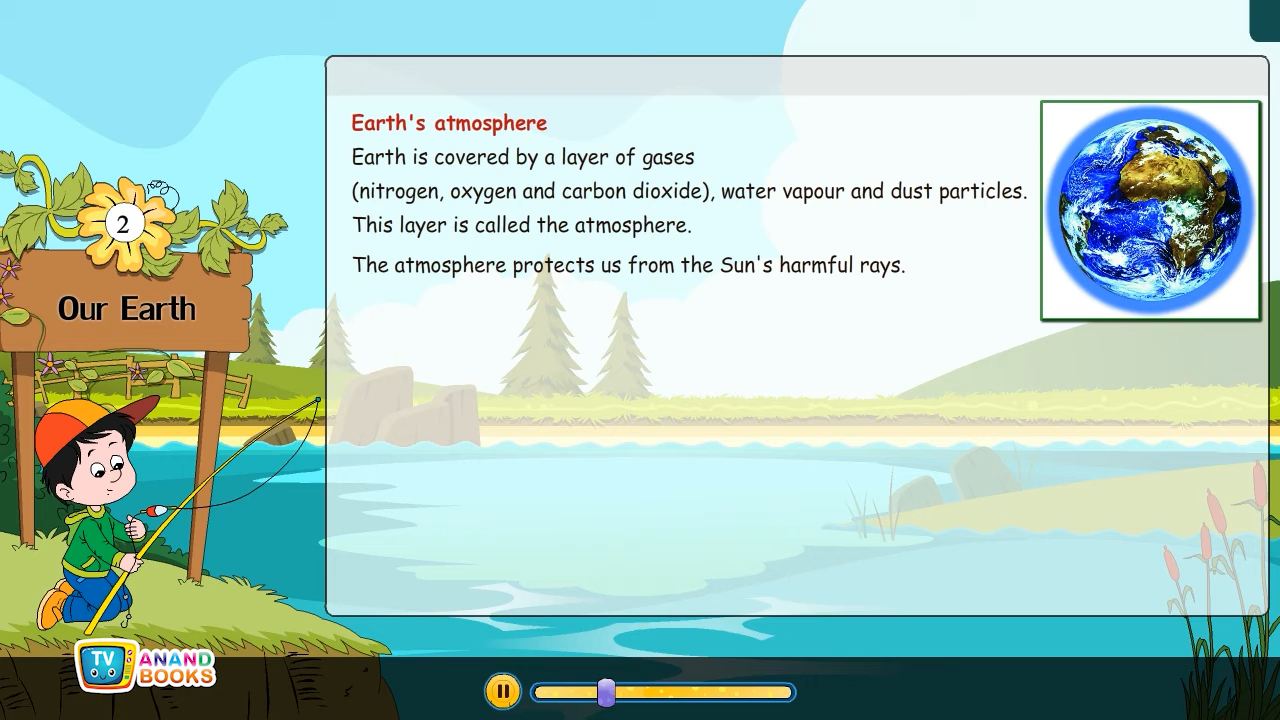 Earth's atmosphere
Earth is covered by a layer of gases
(nitrogen, oxygen and carbon dioxide), water vapour and dust particles.
This layer is called the atmosphere.
The atmosphere protects us from the Sun's harmful rays.
2
Our Earth
TV
ANAND
BOOKS